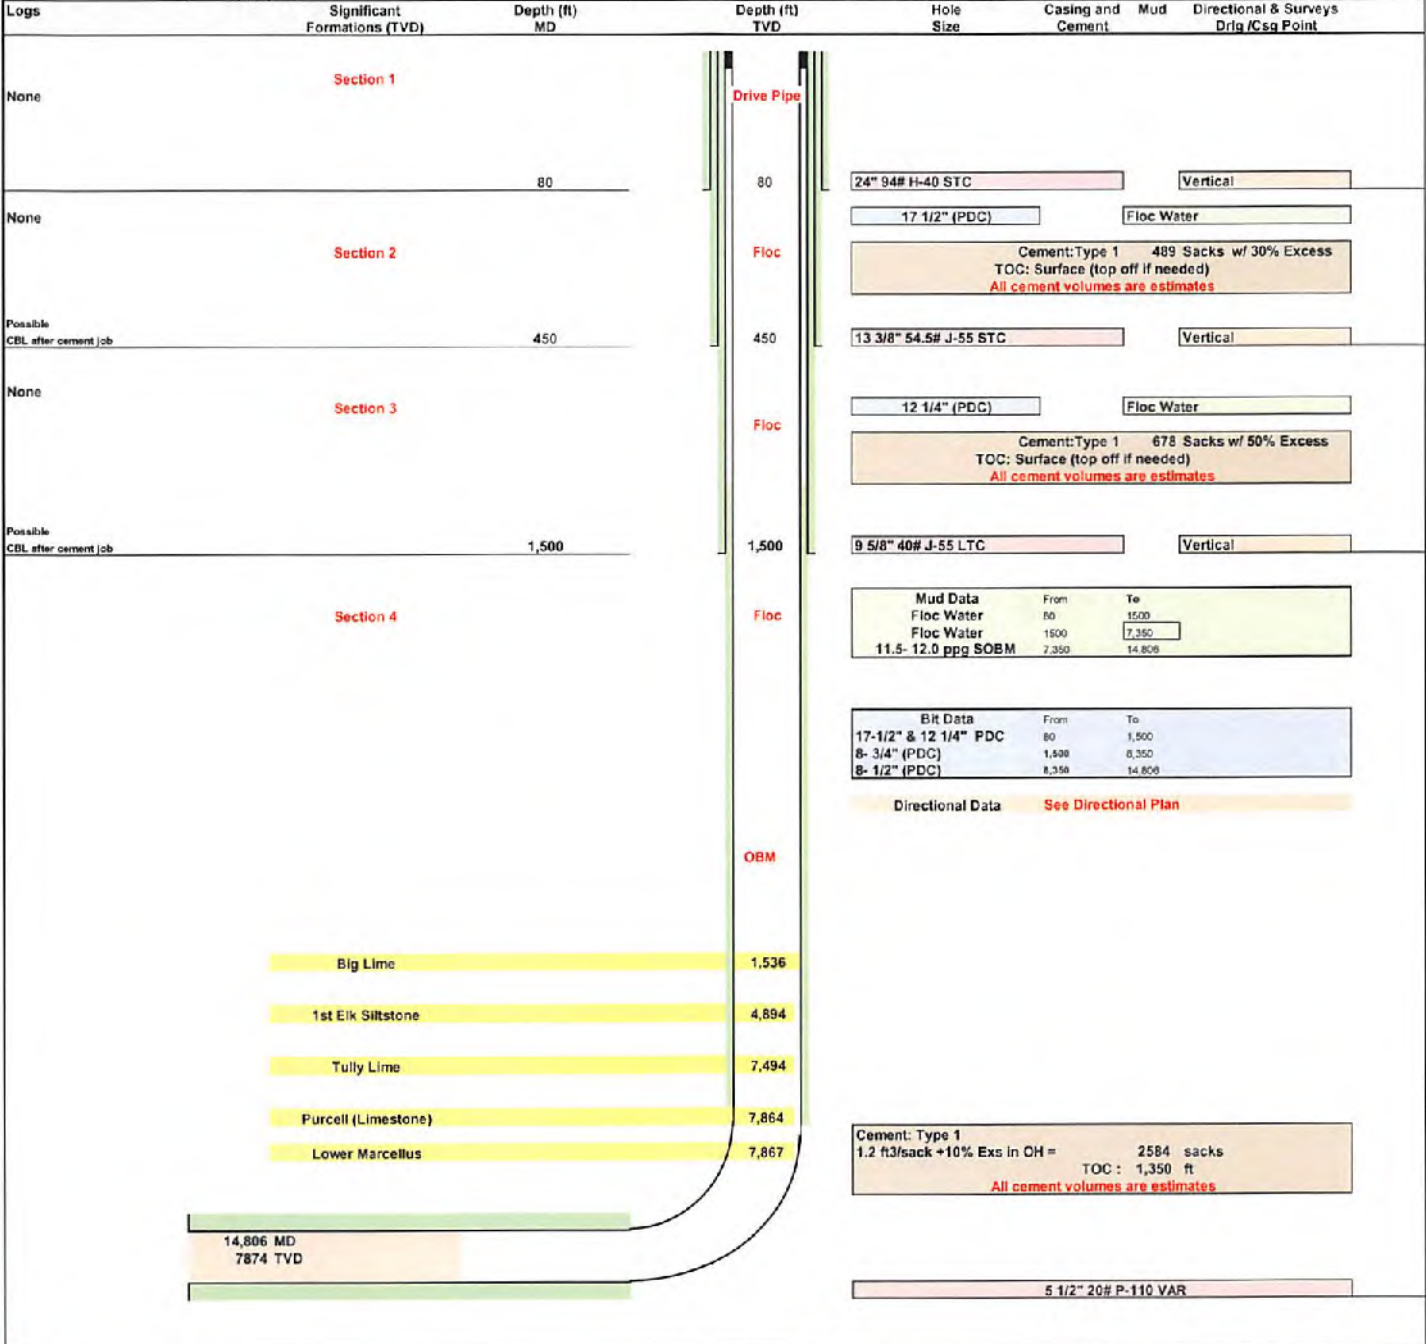 Logs Significant Depth (ft) Depth (ft) Hole Casing and Mud Directional & Surveys
Formations (TVD) MD TVD Size Cement Drlg /Csg Point
Section 1
None Drive Pipe
80 80 24" 94# H-40 STC Vertical
None 17 1/2" (PDC) Floc Water
Section 2 Floc Cement:Type 1 489 Sacks w/ 30% Excess
TOC: Surface (top off if needed)
All cement volumes are estimates
Possible
CBL after cement job 450 450 13 3/8" 54.5# J-55 STC Vertical
None
Section 3 12 1/4" (PDC) Floc Water
Floc
Cement:Type 1 678 Sacks w/ 50% Excess
TOC: Surface (top off if needed)
All cement volumes are estimates
Possible
CBL after cement job 1,500 1,500 9 5/8" 40# J-55 LTC Vertical
Mud Data From To
Section 4 Floc Floc Water 80 1500
Floc Water 1500 7,350
11.5- 12.0 ppg SOBM 7,350 14,806
Bit Data From To
17-1/2" & 12 1/4" PDC 80 1,500
8- 3/4" (PDC) 1,500 8,350
8- 1/2" (PDC) 8,350 14,806
Directional Data See Directional Plan
OBM
Big Lime 1,536
1st Elk Siltstone 4,894
Tully Lime 7,494
Purcell (Limestone) 7,864
Cement: Type 1
Lower Marcellus 7,867 1.2 ft3/sack +10% Exs in OH = 2584 sacks
TOC : 1,350 ft
All cement volumes are estimates
14,806 MD
7874 TVD
5 1/2" 20# P-110 VAR